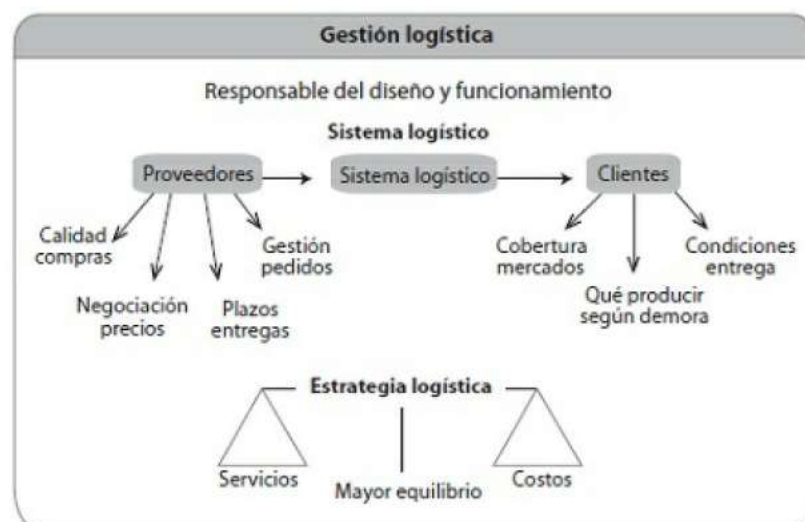 Gestión logística
Responsable del diseño y funcionamiento
Sistema logístico
Proveedores
Sistema logístico
Clientes
Calidad
compras
Negociación
precios
Plazos
entregas
Gestión
pedidos
Cobertura
mercados
Qué producir
según demora
Condiciones
entrega
Estrategia logística
Servicios
Mayor equilibrio
Costos